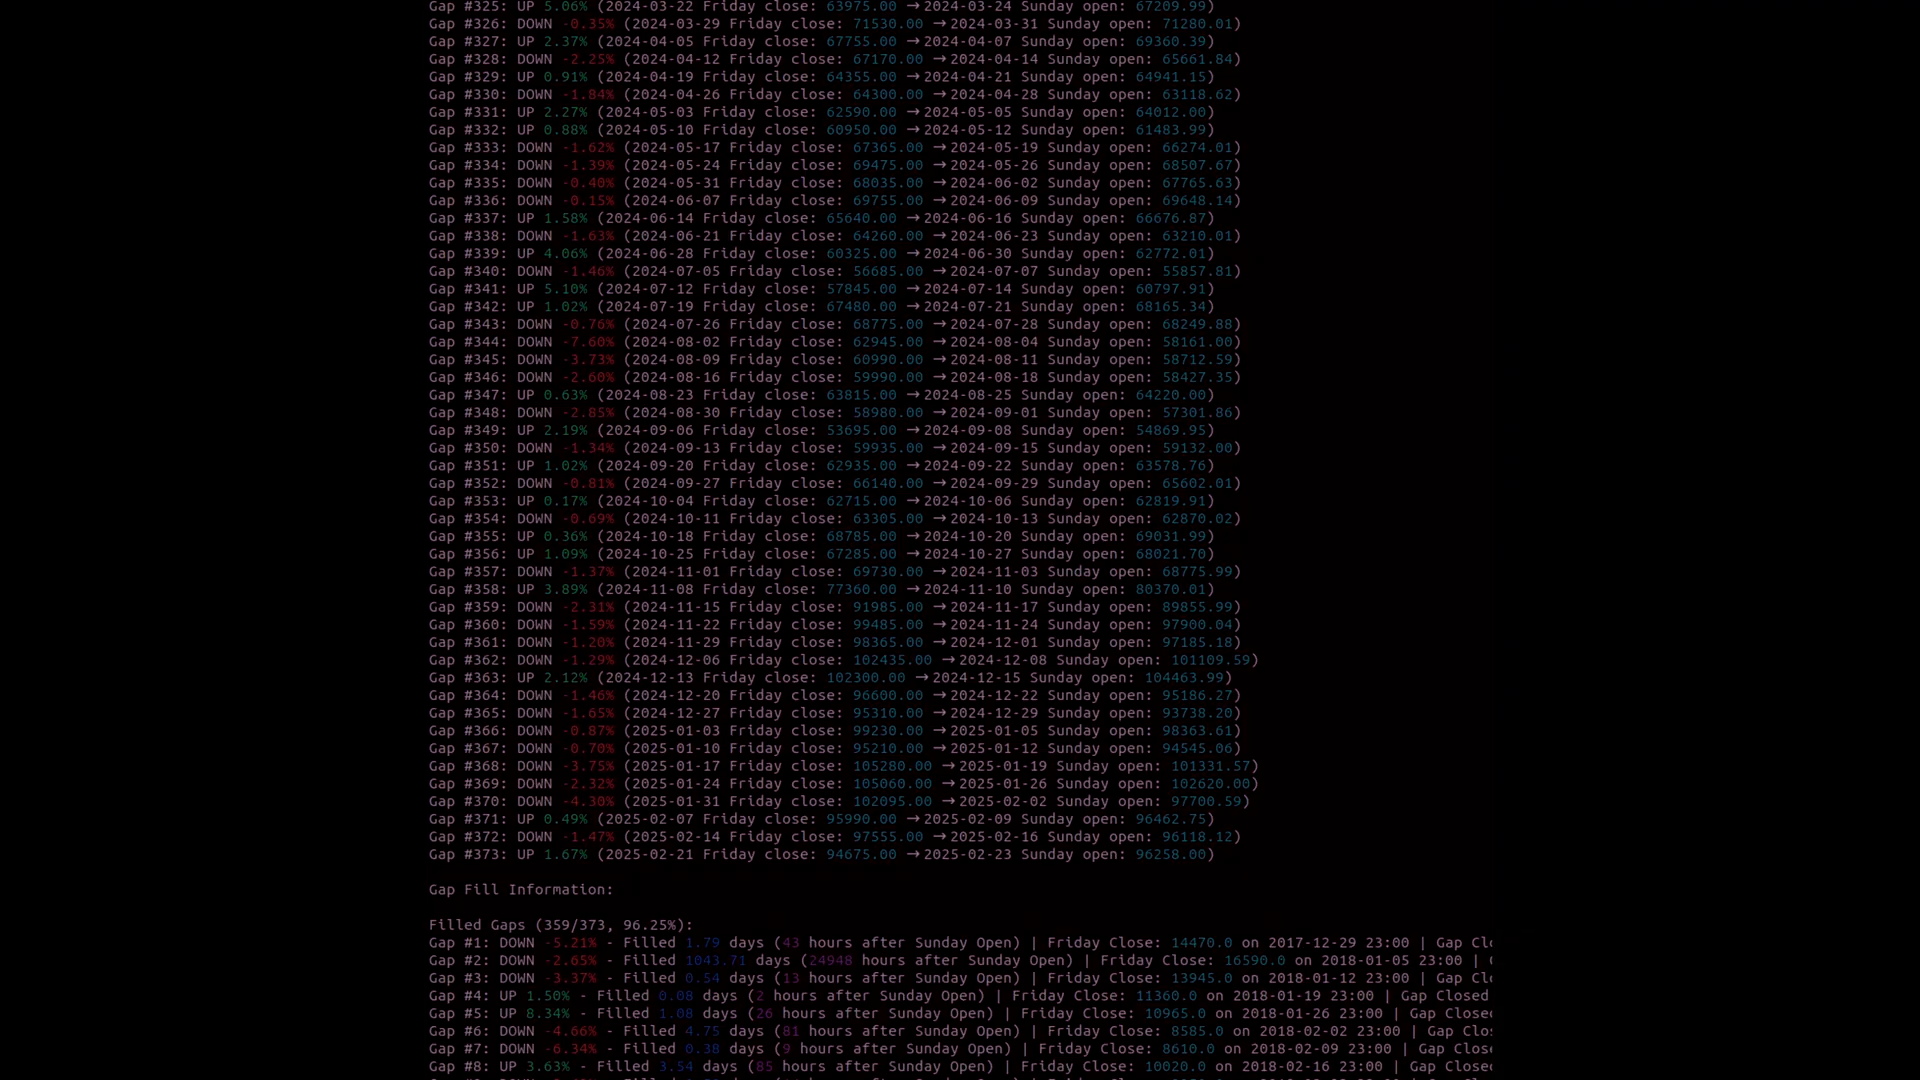 Gap #325: UP 5.06% (2024-03-22 Friday close: 63975.00 →2024-03-24 Sunday open: 67209.99)
Gap #326: DOWN -0.35% (2024-03-29 Friday close: 71530.00 →2024-03-31 Sunday open: 71280.01)
Gap #327: UP 2.37% (2024-04-05 Friday close: 67755.00 →2024-04-07 Sunday open: 69360.39)
Gap #328: DOWN -2.25% (2024-04-12 Friday close: 67170.00 →2024-04-14 Sunday open: 65661.84)
Gap #329: UP 0.91% (2024-04-19 Friday close: 64355.00 →2024-04-21 Sunday open: 64941.15)
Gap #330: DOWN -1.84% (2024-04-26 Friday close: 64300.00 →2024-04-28 Sunday open: 63118.62)
Gap #331: UP 2.27% (2024-05-03 Friday close: 62590.00 →2024-05-05 Sunday open: 64012.00)
Gap #332: UP 0.88% (2024-05-10 Friday close: 60950.00 →2024-05-12 Sunday open: 61483.99)
Gap #333: DOWN -1.62% (2024-05-17 Friday close: 67365.00 →2024-05-19 Sunday open: 66274.01)
Gap #334: DOWN -1.39% (2024-05-24 Friday close: 69475.00 →2024-05-26 Sunday open: 68507.67)
Gap #335: DOWN -0.40% (2024-05-31 Friday close: 68035.00 →2024-06-02 Sunday open: 67765.63)
Gap #336: DOWN -0.15% (2024-06-07 Friday close: 69755.00 →2024-06-09 Sunday open: 69648.14)
Gap #337: UP 1.58% (2024-06-14 Friday close: 65640.00 →2024-06-16 Sunday open: 66676.87)
Gap #338: DOWN -1.63% (2024-06-21 Friday close: 64260.00 →2024-06-23 Sunday open: 63210.01)
Gap #339: UP 4.06% (2024-06-28 Friday close: 60325.00 →2024-06-30 Sunday open: 62772.01)
Gap #340: DOWN -1.46% (2024-07-05 Friday close: 56685.00 →2024-07-07 Sunday open: 55857.81)
Gap #341: UP 5.10% (2024-07-12 Friday close: 57845.00 →2024-07-14 Sunday open: 60797.91)
Gap #342: UP 1.02% (2024-07-19 Friday close: 67480.00 →2024-07-21 Sunday open: 68165.34)
Gap #343: DOWN -0.76% (2024-07-26 Friday close: 68775.00 →2024-07-28 Sunday open: 68249.88)
Gap #344: DOWN -7.60% (2024-08-02 Friday close: 62945.00 →2024-08-04 Sunday open: 58161.00)
Gap #345: DOWN -3.73% (2024-08-09 Friday close: 60990.00 →2024-08-11 Sunday open: 58712.59)
Gap #346: DOWN -2.60% (2024-08-16 Friday close: 59990.00 →2024-08-18 Sunday open: 58427.35)
Gap #347: UP 0.63% (2024-08-23 Friday close: 63815.00 →2024-08-25 Sunday open: 64220.00)
Gap #348: DOWN -2.85% (2024-08-30 Friday close: 58980.00 →2024-09-01 Sunday open: 57301.86)
Gap #349: UP 2.19% (2024-09-06 Friday close: 53695.00 →2024-09-08 Sunday open: 54869.95)
Gap #350: DOWN -1.34% (2024-09-13 Friday close: 59935.00 →2024-09-15 Sunday open: 59132.00)
Gap #351: UP 1.02% (2024-09-20 Friday close: 62935.00 →2024-09-22 Sunday open: 63578.76)
Gap #352: DOWN -0.81% (2024-09-27 Friday close: 66140.00 →2024-09-29 Sunday open: 65602.01)
Gap #353: UP 0.17% (2024-10-04 Friday close: 62715.00 →2024-10-06 Sunday open: 62819.91)
Gap #354: DOWN -0.69% (2024-10-11 Friday close: 63305.00 →2024-10-13 Sunday open: 62870.02)
Gap #355: UP 0.36% (2024-10-18 Friday close: 68785.00 →2024-10-20 Sunday open: 69031.99)
Gap #356: UP 1.09% (2024-10-25 Friday close: 67285.00 →2024-10-27 Sunday open: 68021.70)
Gap #357: DOWN -1.37% (2024-11-01 Friday close: 69730.00 →2024-11-03 Sunday open: 68775.99)
Gap #358: UP 3.89% (2024-11-08 Friday close: 77360.00 →2024-11-10 Sunday open: 80370.01)
Gap #359: DOWN -2.31% (2024-11-15 Friday close: 91985.00 →2024-11-17 Sunday open: 89855.99)
Gap #360: DOWN -1.59% (2024-11-22 Friday close: 99485.00 →2024-11-24 Sunday open: 97900.04)
Gap #361: DOWN -1.20% (2024-11-29 Friday close: 98365.00 →2024-12-01 Sunday open: 97185.18)
Gap #362: DOWN -1.29% (2024-12-06 Friday close: 102435.00 →2024-12-08 Sunday open: 101109.59)
Gap #363: UP 2.12% (2024-12-13 Friday close: 102300.00 →2024-12-15 Sunday open: 104463.99)
Gap #364: DOWN -1.46% (2024-12-20 Friday close: 96600.00 →2024-12-22 Sunday open: 95186.27)
Gap #365: DOWN -1.65% (2024-12-27 Friday close: 95310.00 →2024-12-29 Sunday open: 93738.20)
Gap #366: DOWN -0.87% (2025-01-03 Friday close: 99230.00 →2025-01-05 Sunday open: 98363.61)
Gap #367: DOWN -0.70% (2025-01-10 Friday close: 95210.00 →2025-01-12 Sunday open: 94545.06)
Gap #368: DOWN -3.75% (2025-01-17 Friday close: 105280.00 →2025-01-19 Sunday open: 101331.57)
Gap #369: DOWN -2.32% (2025-01-24 Friday close: 105060.00 →2025-01-26 Sunday open: 102620.00)
Gap #370: DOWN -4.30% (2025-01-31 Friday close: 102095.00 →2025-02-02 Sunday open: 97700.59)
Gap #371: UP 0.49% (2025-02-07 Friday close: 95990.00 →2025-02-09 Sunday open: 96462.75)
Gap #372: DOWN -1.47% (2025-02-14 Friday close: 97555.00 →2025-02-16 Sunday open: 96118.12)
Gap #373: UP 1.67% (2025-02-21 Friday close: 94675.00 →2025-02-23 Sunday open: 96258.00)
Gap Fill Information:
Filled Gaps (359/373, 96.25%):
Gap #1: DOWN -5.21% - Filled 1.79 days (43 hours after Sunday Open) | Friday Close: 14470.0 on 2017-12-29 23:00 | Gap Clo
Gap #2: DOWN -2.65% - Filled 1043.71 days (24948 hours after Sunday Open) | Friday Close: 16590.0 on 2018-01-05 23:00 |
Gap #3: DOWN -3.37% - Filled 0.54 days (13 hours after Sunday Open) | Friday Close: 13945.0 on 2018-01-12 23:00 | Gap Clo
Gap #4: UP 1.50% - Filled 0.08 days (2 hours after Sunday Open) | Friday Close: 11360.0 on 2018-01-19 23:00 | Gap Closed
Gap #5: UP 8.34% - Filled 1.08 days (26 hours after Sunday Open) | Friday Close: 10965.0 on 2018-01-26 23:00 | Gap Closed
Gap #6: DOWN -4.66% - Filled 4.75 days (81 hours after Sunday Open) | Friday Close: 8585.0 on 2018-02-02 23:00 | Gap Clos
Gap #7: DOWN -6.34% - Filled 0.38 days (9 hours after Sunday Open) | Friday Close: 8610.0 on 2018-02-09 23:00 | Gap Close
Gap #8: UP 3.63% - Filled 3.54 days (85 hours after Sunday Open) | Friday Close: 10020.0 on 2018-02-16 23:00 | Gap Closed